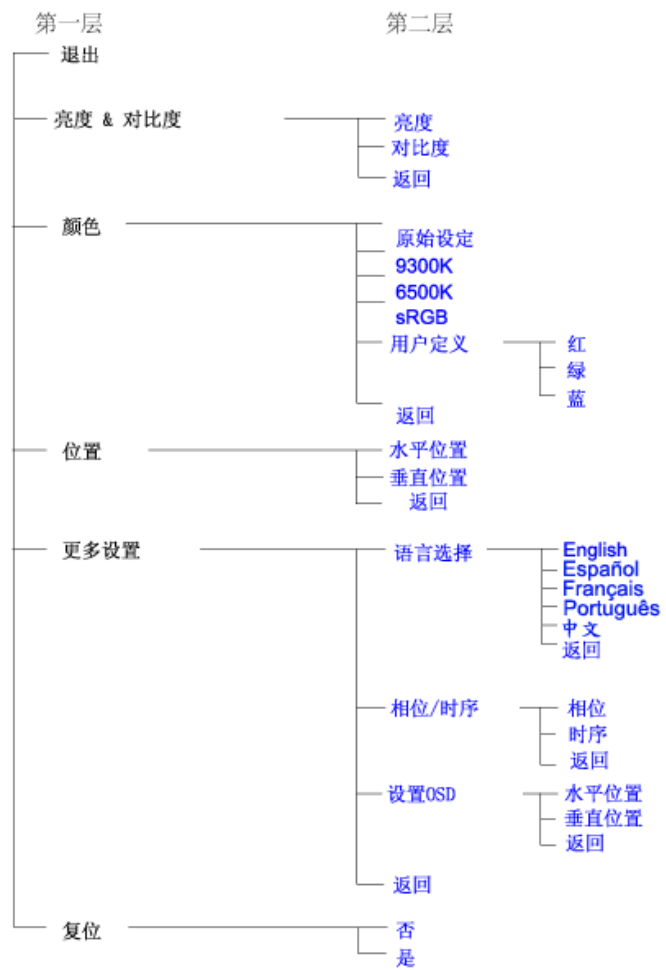 第一层 第二层
退出
亮度 & 对比度 亮度
对比度
返回
颜色
原始设定
9300K
6500K
sRGB
用户定义 红
绿
蓝
返回
位置 水平位置
垂直位置
返回
更多设置 语言选择 English
Español
Français
Português
中文
返回
相位/时序 相位
时序
返回
设置OSD 水平位置
垂直位置
返回
返回
复位 否
是